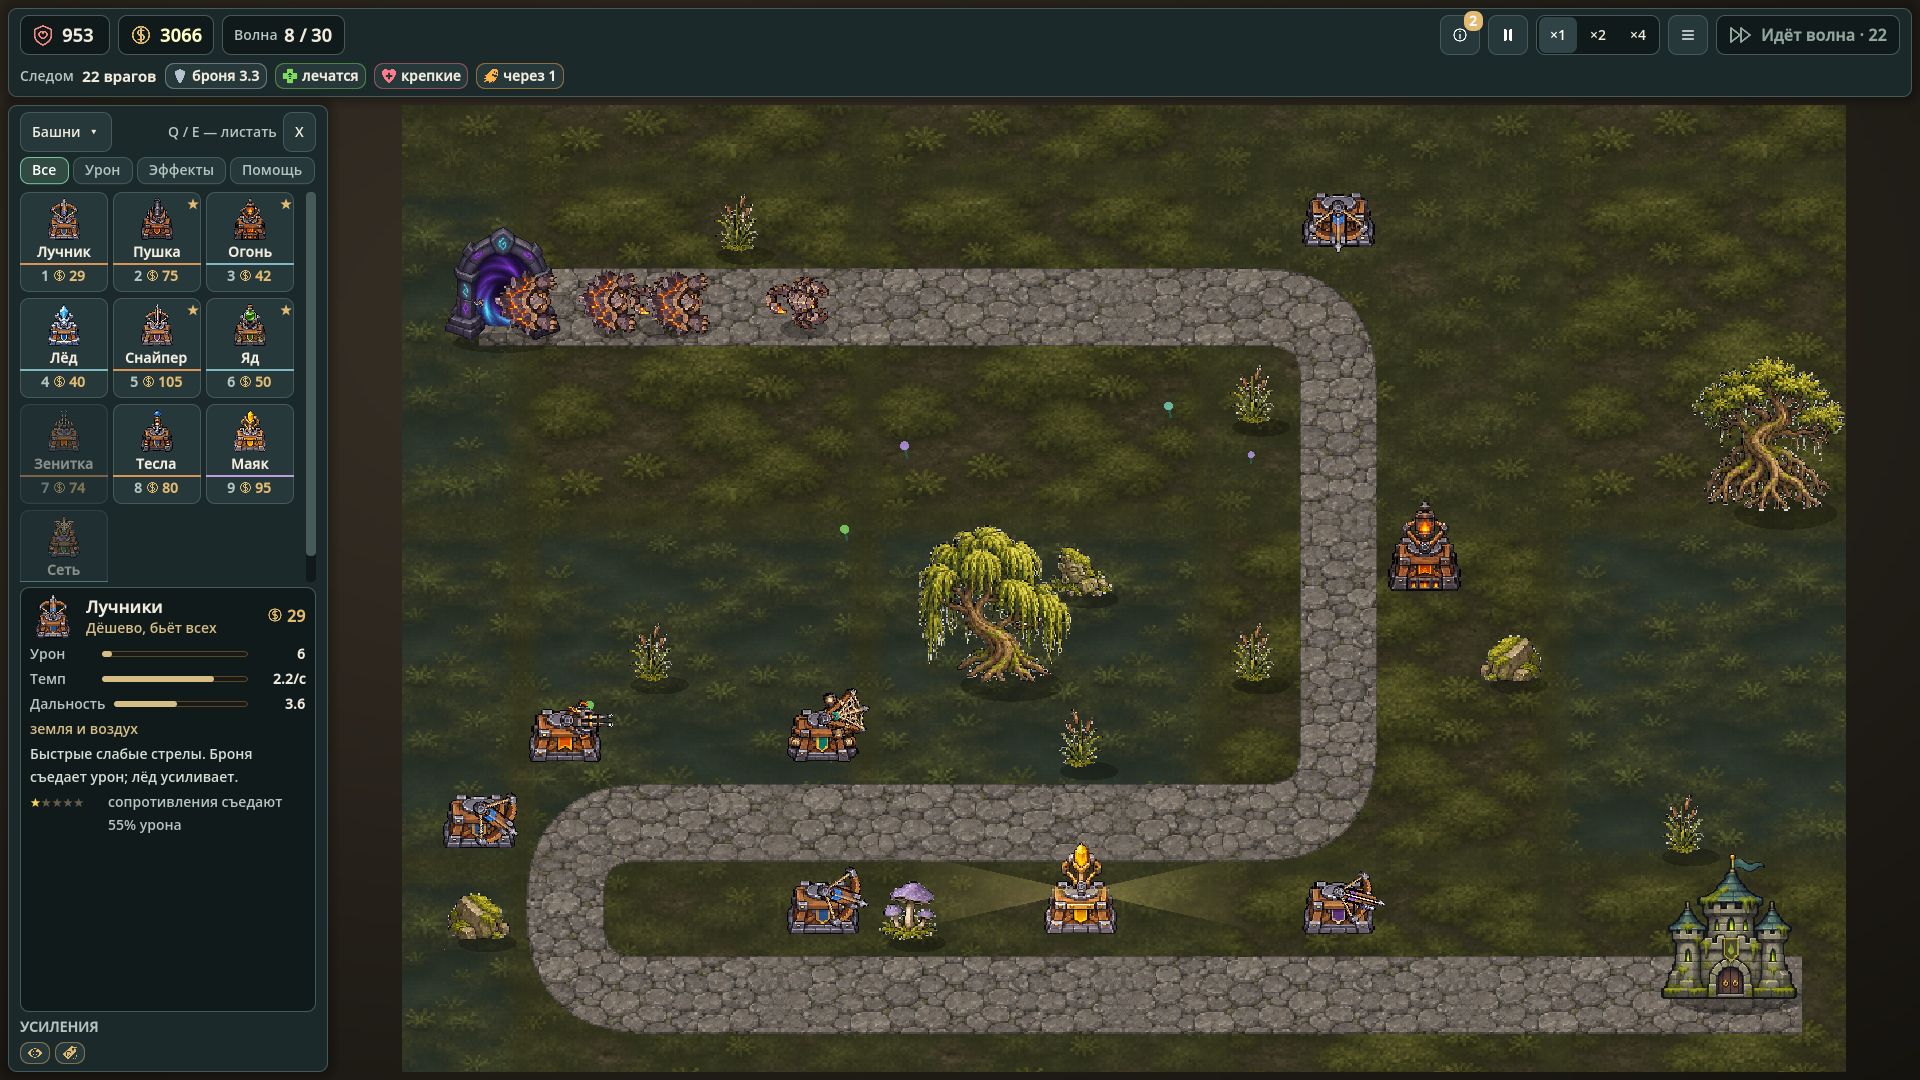 953
3066
Волна 8 / 30
2
×1 ×2 ×4
Идёт волна · 22
Следом 22 врагов броня 3.3 лечатся крепкие через 1
Башни ▾ Q / E — листать X
Все Урон Эффекты Помощь
Лучник Пушка Огонь
1 29 2 75 3 42
Лёд Снайпер Яд
4 40 5 105 6 50
Зенитка Тесла Маяк
7 74 8 80 9 95
Сеть
Лучники 29
Дёшево, бьёт всех
Урон 6
Темп 2.2/с
Дальность 3.6
земля и воздух
Быстрые слабые стрелы. Броня
съедает урон; лёд усиливает.
★★★★★ сопротивления съедают
55% урона
УСИЛЕНИЯ